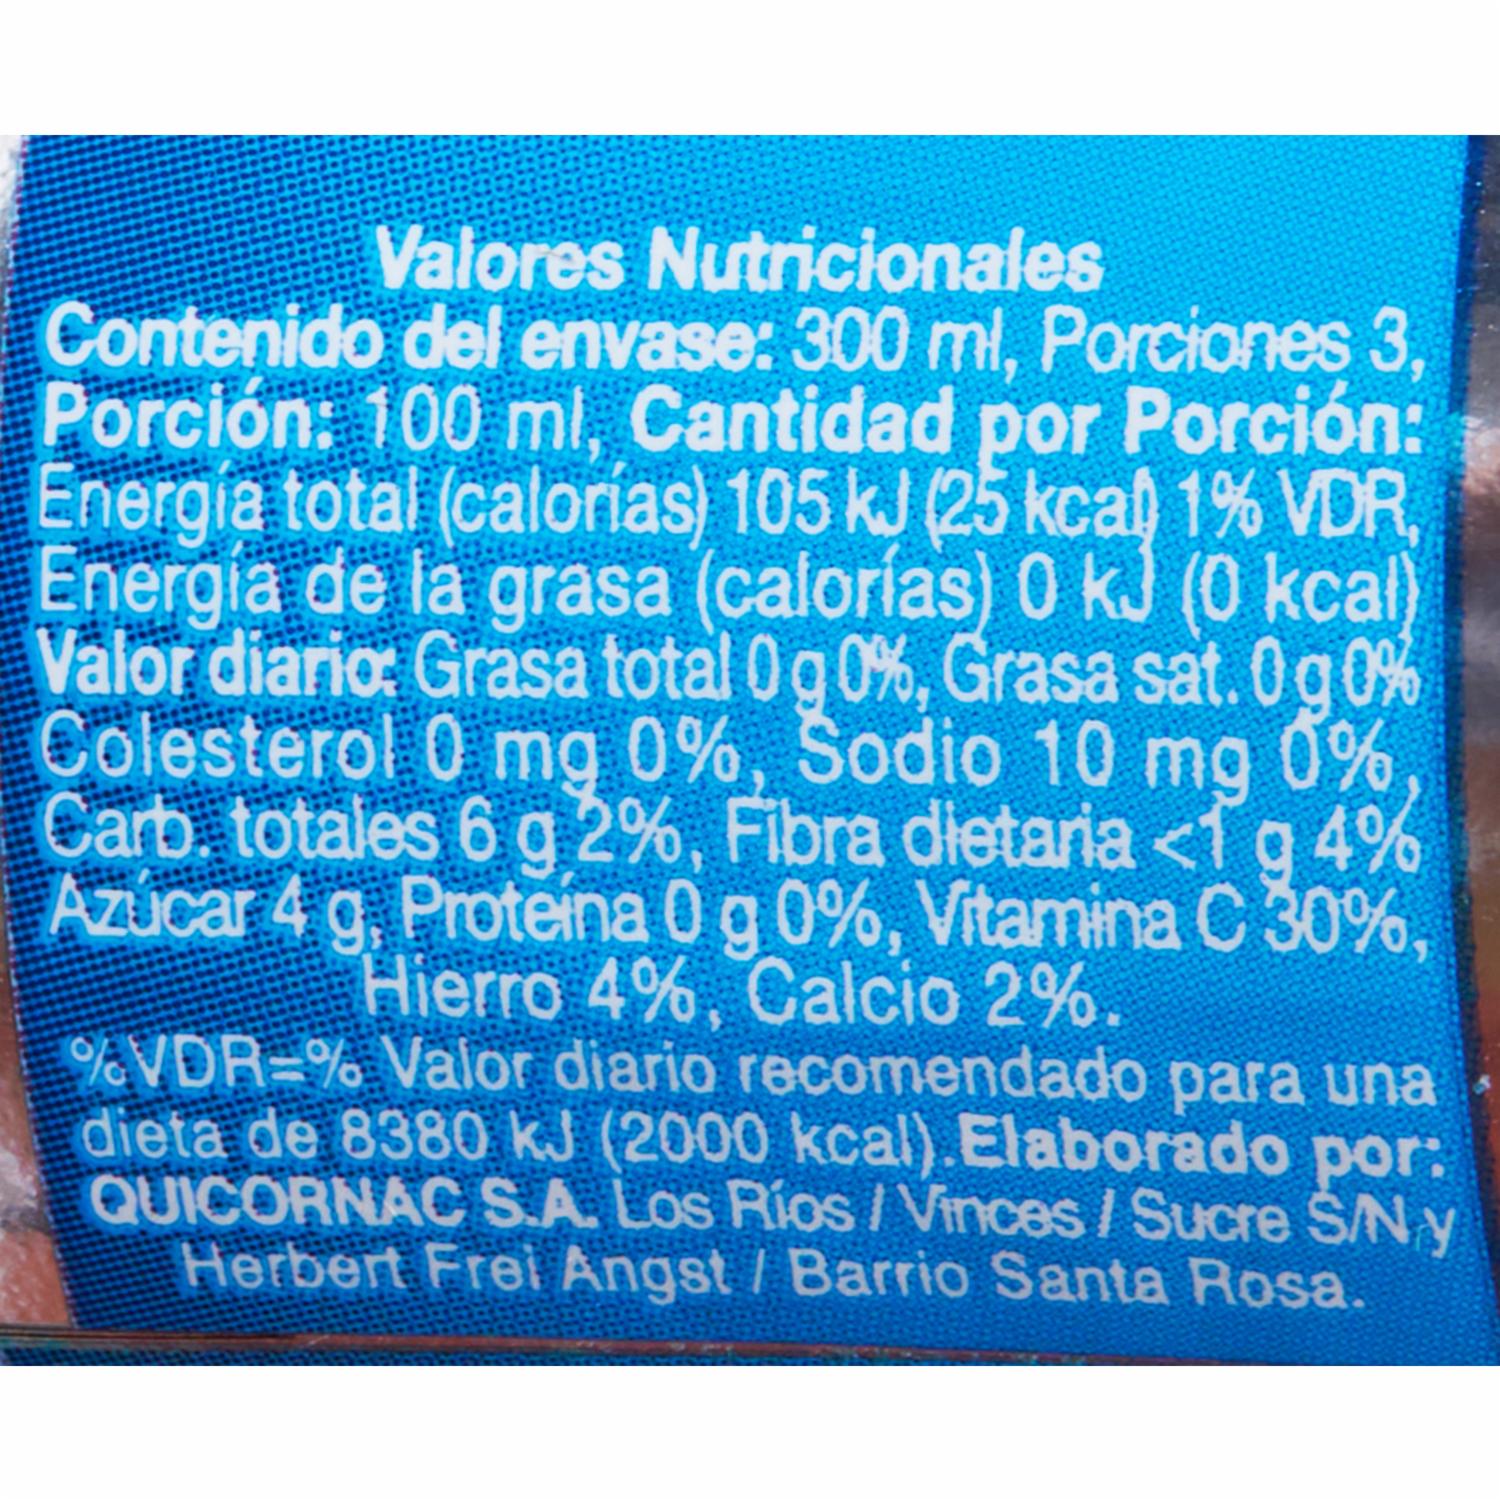 Valores Nutricionales
Contenido del envase: 300 ml, Porciones 3,
Porción: 100 ml, Cantidad por Porción:
Energía total (calorías) 105 kJ (25 kcal) 1% VDR,
Energía de la grasa (calorías) 0 kJ (0 kcal)
Valor diario: Grasa total 0 g 0%, Grasa sat. 0 g 0%
Colesterol 0 mg 0%, Sodio 10 mg 0%,
Carb. totales 6 g 2%, Fibra dietaria <1 g 4%
Azúcar 4 g, Proteína 0 g 0%, Vitamina C 30%,
Hierro 4%, Calcio 2%.
%VDR=% Valor diario recomendado para una
dieta de 8380 kJ (2000 kcal).Elaborado por:
QUICORNAC S.A. Los Ríos / Vinces / Sucre S/N y
Herbert Frei Angst / Barrio Santa Rosa.